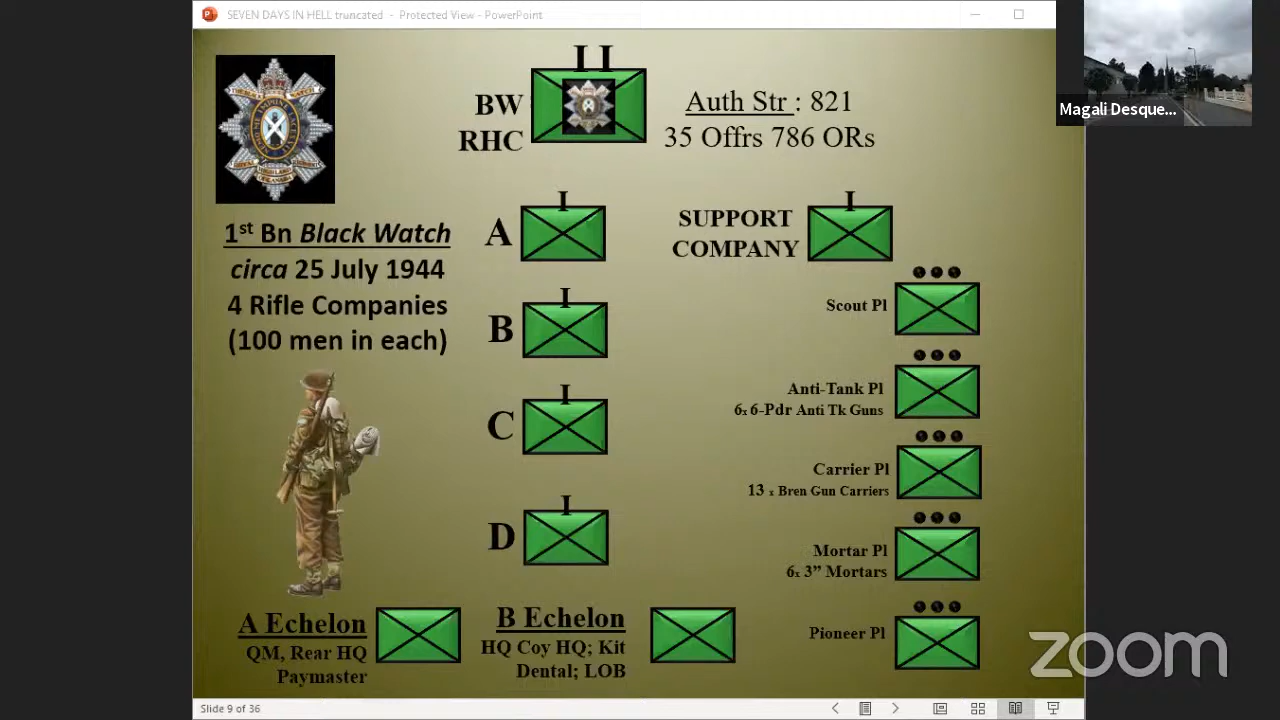 SEVEN DAYS IN HELL truncated - Protected View - PowerPoint
Magali Desque...
I I
BW
RHC
Auth Str : 821
35 Offrs 786 ORs
1st Bn Black Watch
circa 25 July 1944
4 Rifle Companies
(100 men in each)
I
A
I
B
I
C
I
D
I
SUPPORT
COMPANY
Scout Pl
Anti-Tank Pl
6x 6-Pdr Anti Tk Guns
Carrier Pl
13 x Bren Gun Carriers
Mortar Pl
6x 3” Mortars
Pioneer Pl
A Echelon
QM, Rear HQ
Paymaster
B Echelon
HQ Coy HQ; Kit
Dental; LOB
zoom
Slide 9 of 36